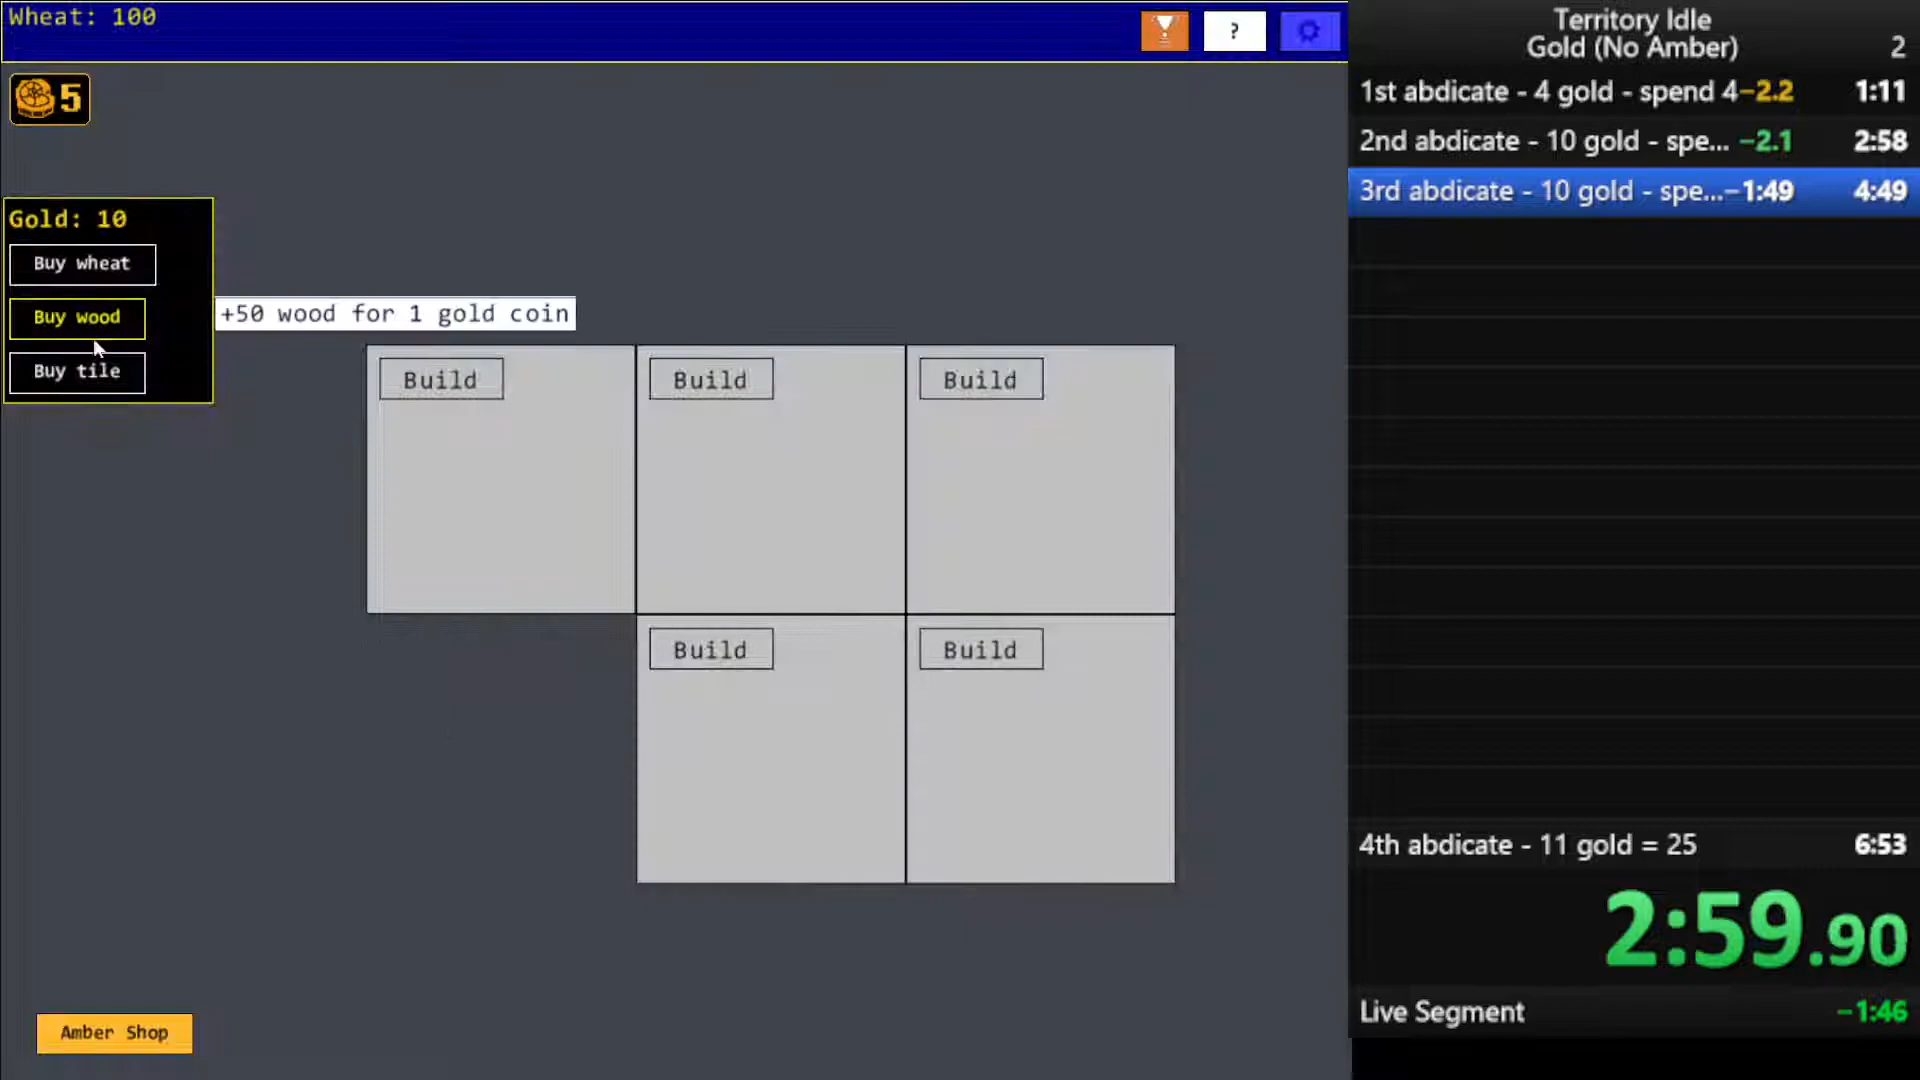 Wheat: 100
?
5
Gold: 10
Buy wheat
Buy wood
+50 wood for 1 gold coin
Buy tile
Build
Build
Build
Build
Build
Amber Shop
Territory Idle
Gold (No Amber)
2
1st abdicate - 4 gold - spend 4 −2.2 1:11
2nd abdicate - 10 gold - spe... −2.1 2:58
3rd abdicate - 10 gold - spe... −1:49 4:49
4th abdicate - 11 gold = 25 6:53
2:59.90
Live Segment −1:46